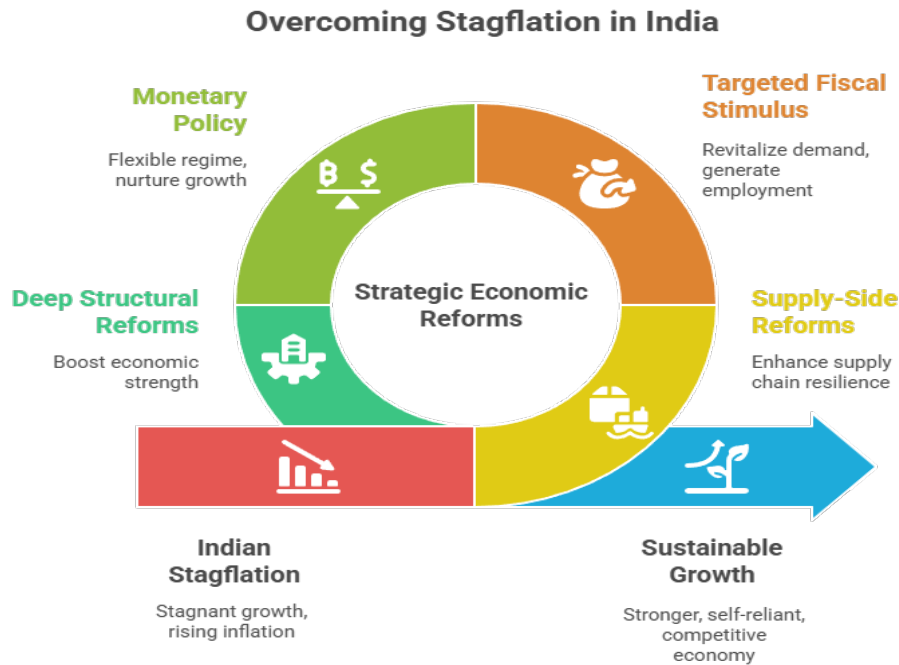 Overcoming Stagflation in India
Monetary
Policy
Flexible regime,
nurture growth
Targeted Fiscal
Stimulus
Revitalize demand,
generate
employment
Deep Structural
Reforms
Boost economic
strength
Strategic Economic
Reforms
Supply-Side
Reforms
Enhance supply
chain resilience
Indian
Stagflation
Stagnant growth,
rising inflation
Sustainable
Growth
Stronger, self-reliant,
competitive
economy